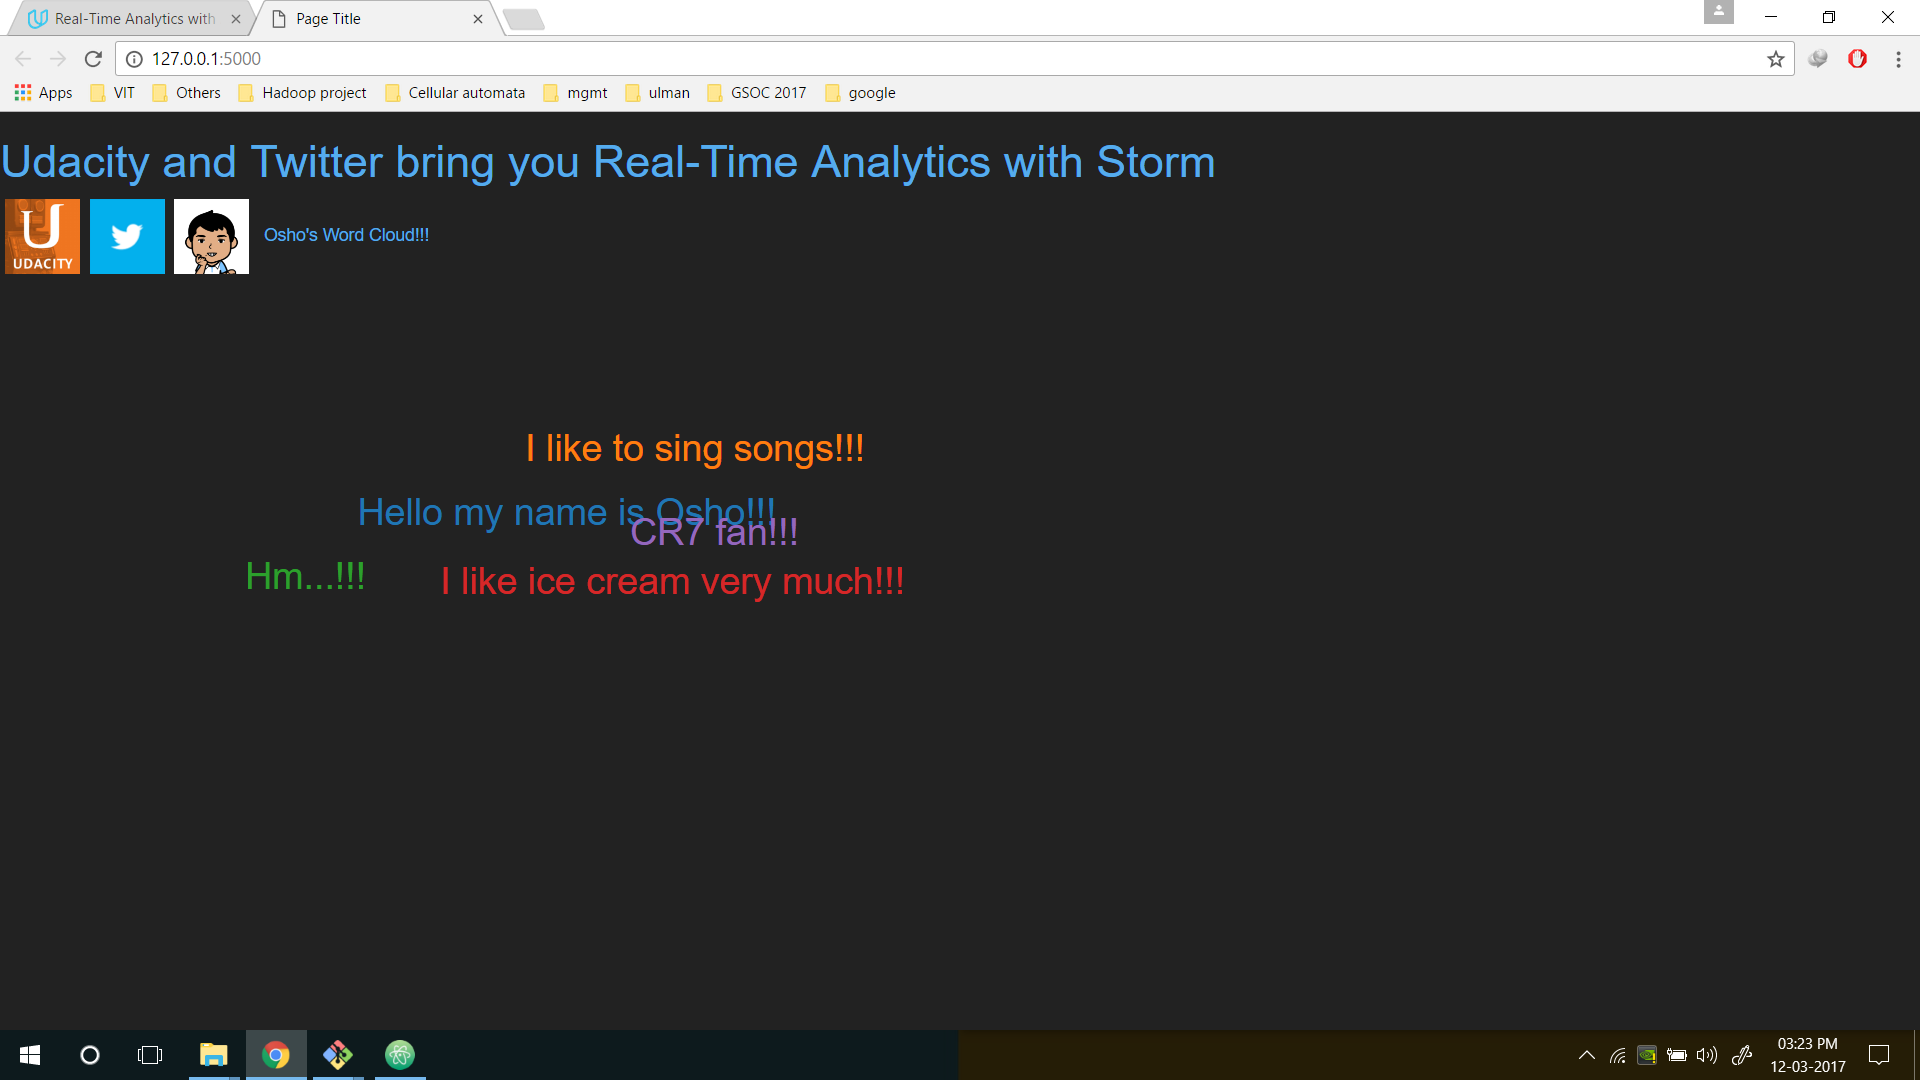 Real-Time Analytics with
Page Title
127.0.0.1:5000
Apps VIT Others Hadoop project Cellular automata mgmt ulman GSOC 2017 google
Udacity and Twitter bring you Real-Time Analytics with Storm
U
UDACITY
Osho's Word Cloud!!!
I like to sing songs!!!
Hello my name is Osho!!!
CR7 fan!!!
Hm...!!!
I like ice cream very much!!!
03:23 PM
12-03-2017